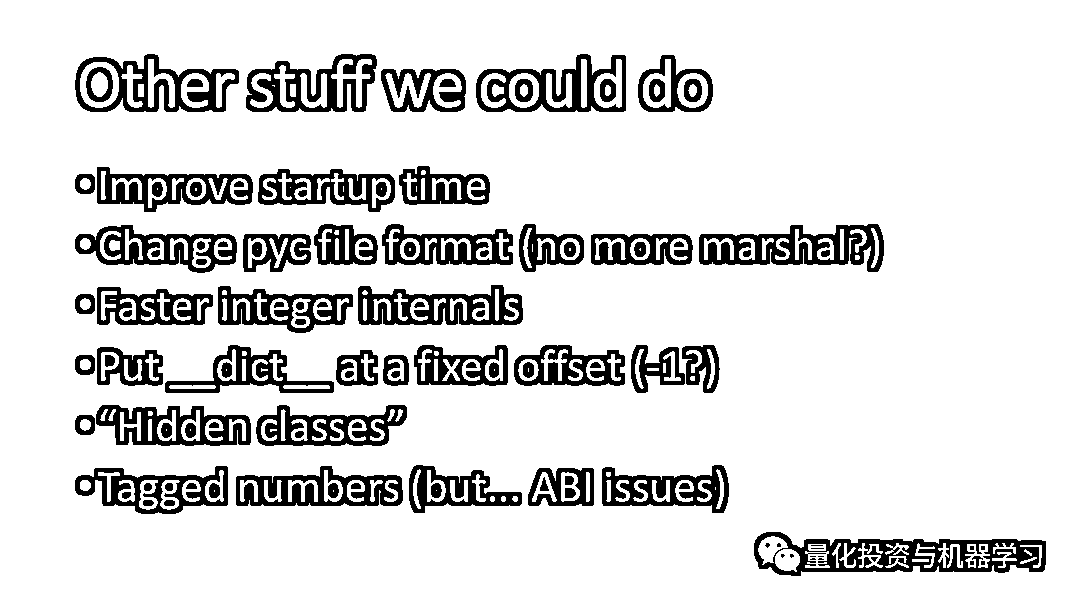 Other stuff we could do
•Improve startup time
•Change pyc file format (no more marshal?)
•Faster integer internals
•Put __dict__ at a fixed offset (-1?)
•“Hidden classes”
•Tagged numbers (but... ABI issues)
量化投资与机器学习